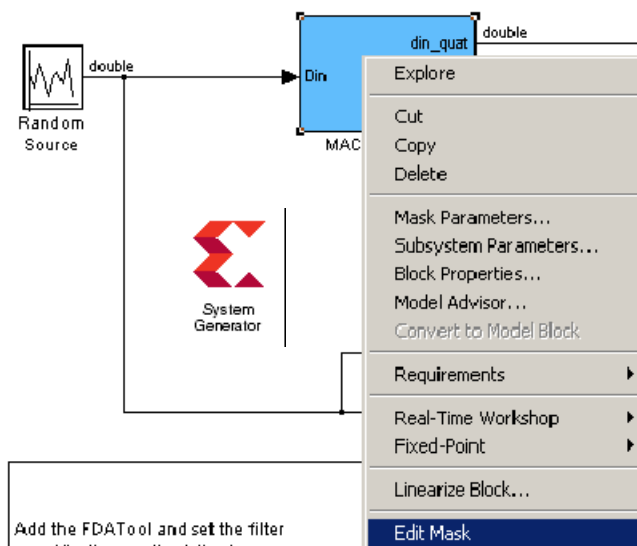 double
din_quat
double
Din
Random
Source
MAC
System
Generator
Explore
Cut
Copy
Delete
Mask Parameters...
Subsystem Parameters...
Block Properties...
Model Advisor...
Convert to Model Block
Requirements
Real-Time Workshop
Fixed-Point
Linearize Block...
Edit Mask
Add the FDATool and set the filter